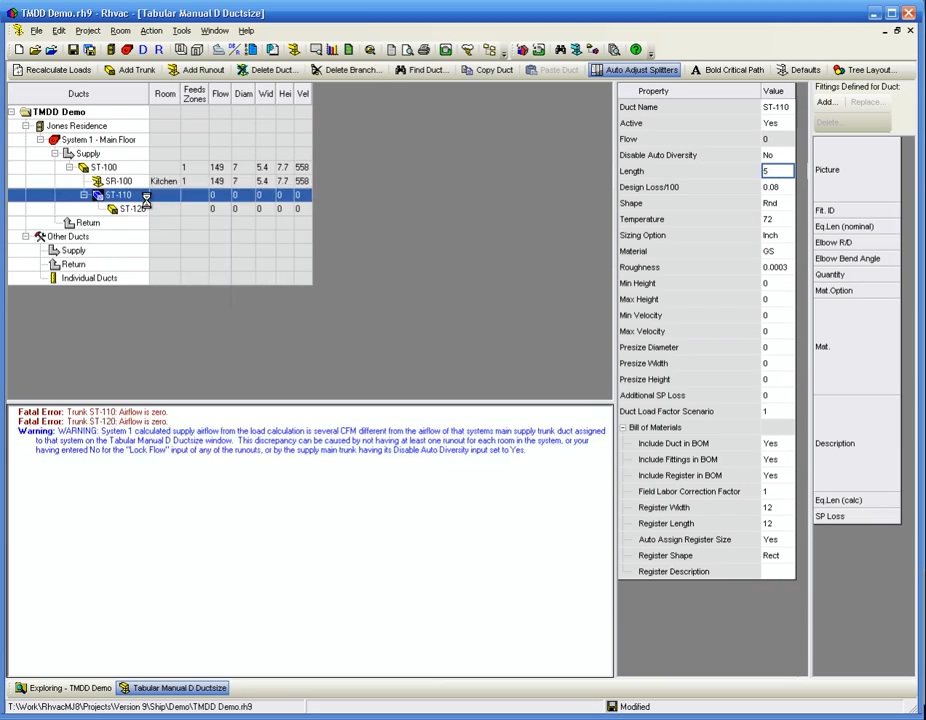 TMDD Demo.rh9 - Rhvac - [Tabular Manual D Ductsize]
File Edit Project Room Action Tools Window Help
Recalculate Loads Add Trunk Add Runout Delete Duct... Delete Branch... Find Duct... Copy Duct Paste Duct Auto Adjust Splitters Bold Critical Path Defaults Tree Layout...
Ducts Room Feeds Zones Flow Diam Wid Hei Vel
TMDD Demo
Jones Residence
System 1 - Main Floor
Supply
ST-100 1 149 7 5.4 7.7 558
SR-100 Kitchen 1 149 7 5.4 7.7 558
ST-110 0 0 0 0 0
ST-120 0 0 0 0 0
Return
Other Ducts
Supply
Return
Individual Ducts
Fatal Error: Trunk ST-110: Airflow is zero.
Fatal Error: Trunk ST-120: Airflow is zero.
Warning: WARNING: System 1 calculated supply airflow from the load calculation is several CFM different from the airflow of that systems main supply trunk duct assigned
to that system on the Tabular Manual D Ductsize window. This discrepancy can be caused by not having at least one runout for each room in the system, or your
having entered No for the "Lock Flow" input of any of the runouts, or by the supply main trunk having its Disable Auto Diversity input set to Yes.
Property Value
Duct Name ST-110
Active Yes
Flow 0
Disable Auto Diversity No
Length 5
Design Loss/100 0.08
Shape Rnd
Temperature 72
Sizing Option Inch
Material GS
Roughness 0.0003
Min Height 0
Max Height 0
Min Velocity 0
Max Velocity 0
Presize Diameter 0
Presize Width 0
Presize Height 0
Additional SP Loss 0
Duct Load Factor Scenario 1
Bill of Materials
Include Duct in BOM Yes
Include Fittings in BOM Yes
Include Register in BOM Yes
Field Labor Correction Factor 1
Register Width 12
Register Length 12
Auto Assign Register Size Yes
Register Shape Rect
Register Description
Fittings Defined for Duct:
Add... Replace...
Delete...
Picture
Fit. ID
Eq.Len (nominal)
Elbow R/D
Elbow Bend Angle
Quantity
Mat.Option
Mat.
Description
Eq.Len (calc)
SP Loss
Exploring - TMDD Demo Tabular Manual D Ductsize
T:\Work\RhvacMJ8\Projects\Version 9\Ship\Demo\TMDD Demo.rh9 Modified